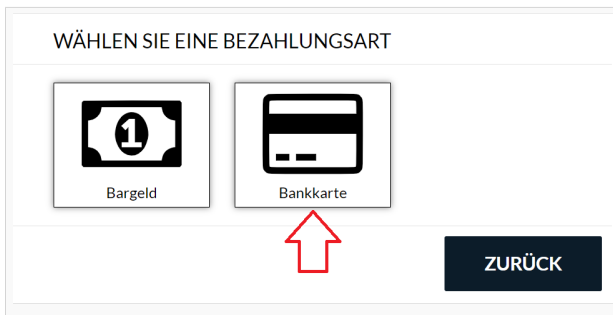 WÄHLEN SIE EINE BEZAHLUNGSART
1
Bargeld
Bankkarte
ZURÜCK